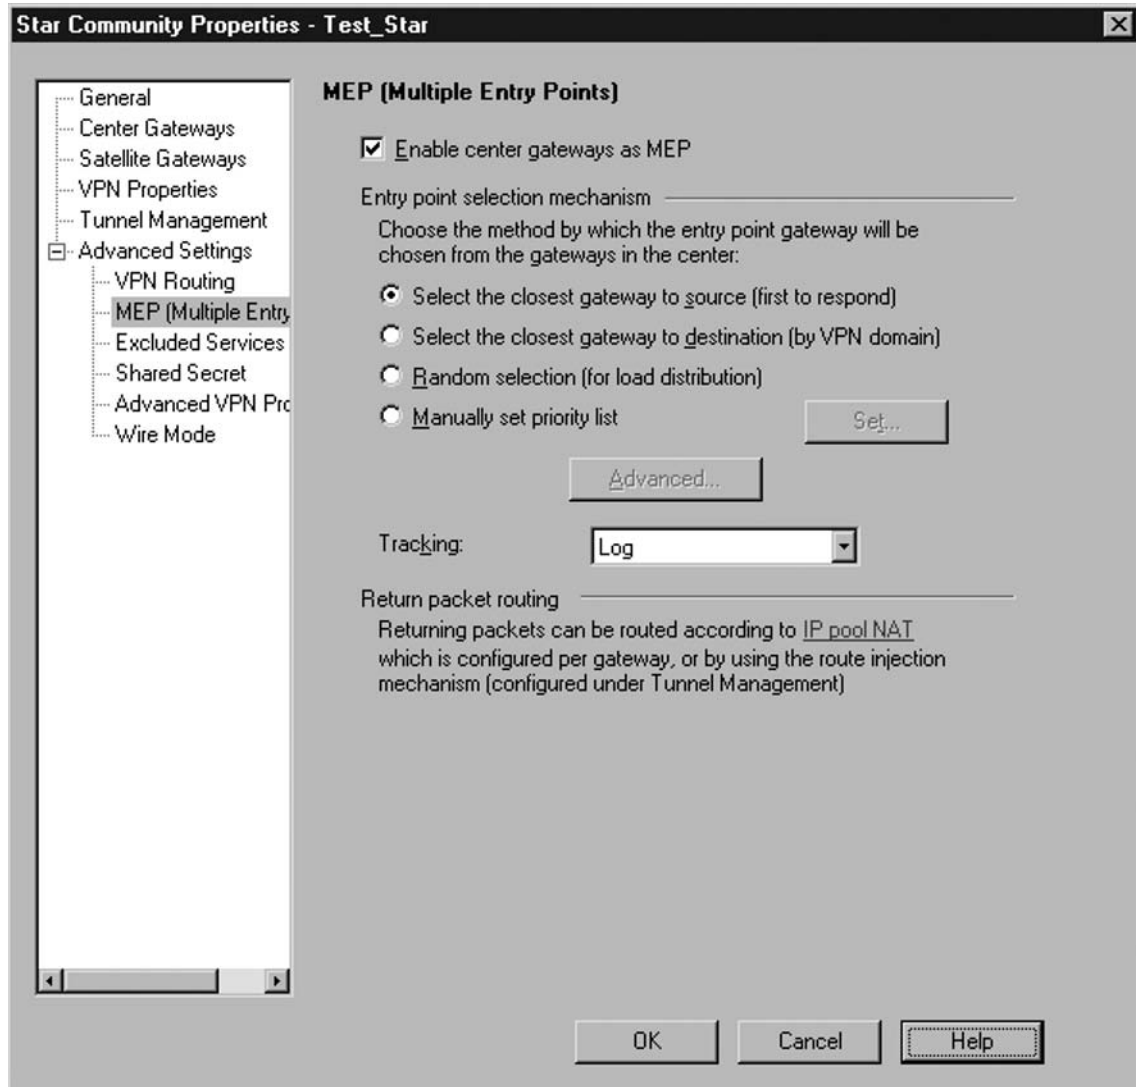 Star Community Properties - Test_Star
General
Center Gateways
Satellite Gateways
VPN Properties
Tunnel Management
Advanced Settings
VPN Routing
MEP (Multiple Entry
Excluded Services
Shared Secret
Advanced VPN Prc
Wire Mode
MEP (Multiple Entry Points)
Enable center gateways as MEP
Entry point selection mechanism
Choose the method by which the entry point gateway will be
chosen from the gateways in the center:
Select the closest gateway to source (first to respond)
Select the closest gateway to destination (by VPN domain)
Random selection (for load distribution)
Manually set priority list
Set...
Advanced...
Tracking:
Log
Return packet routing
Returning packets can be routed according to IP pool NAT
which is configured per gateway, or by using the route injection
mechanism (configured under Tunnel Management)
OK
Cancel
Help